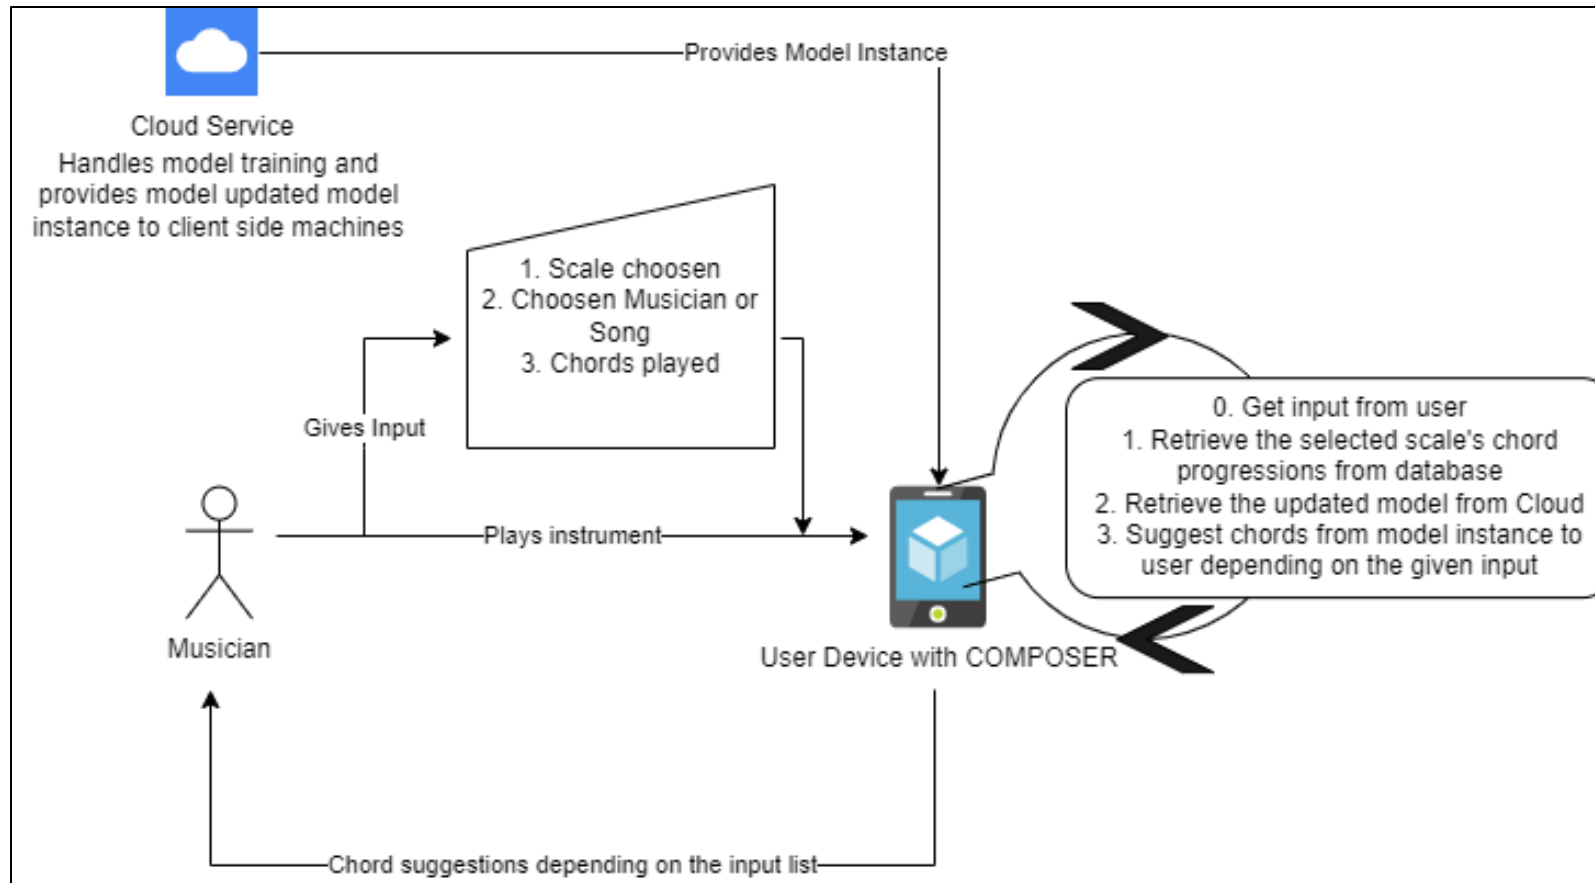 Provides Model Instance
Cloud Service
Handles model training and
provides model updated model
instance to client side machines
1. Scale choosen
2. Choosen Musician or
Song
3. Chords played
Gives Input
0. Get input from user
1. Retrieve the selected scale's chord
progressions from database
2. Retrieve the updated model from Cloud
3. Suggest chords from model instance to
user depending on the given input
Plays instrument
Musician
User Device with COMPOSER
Chord suggestions depending on the input list